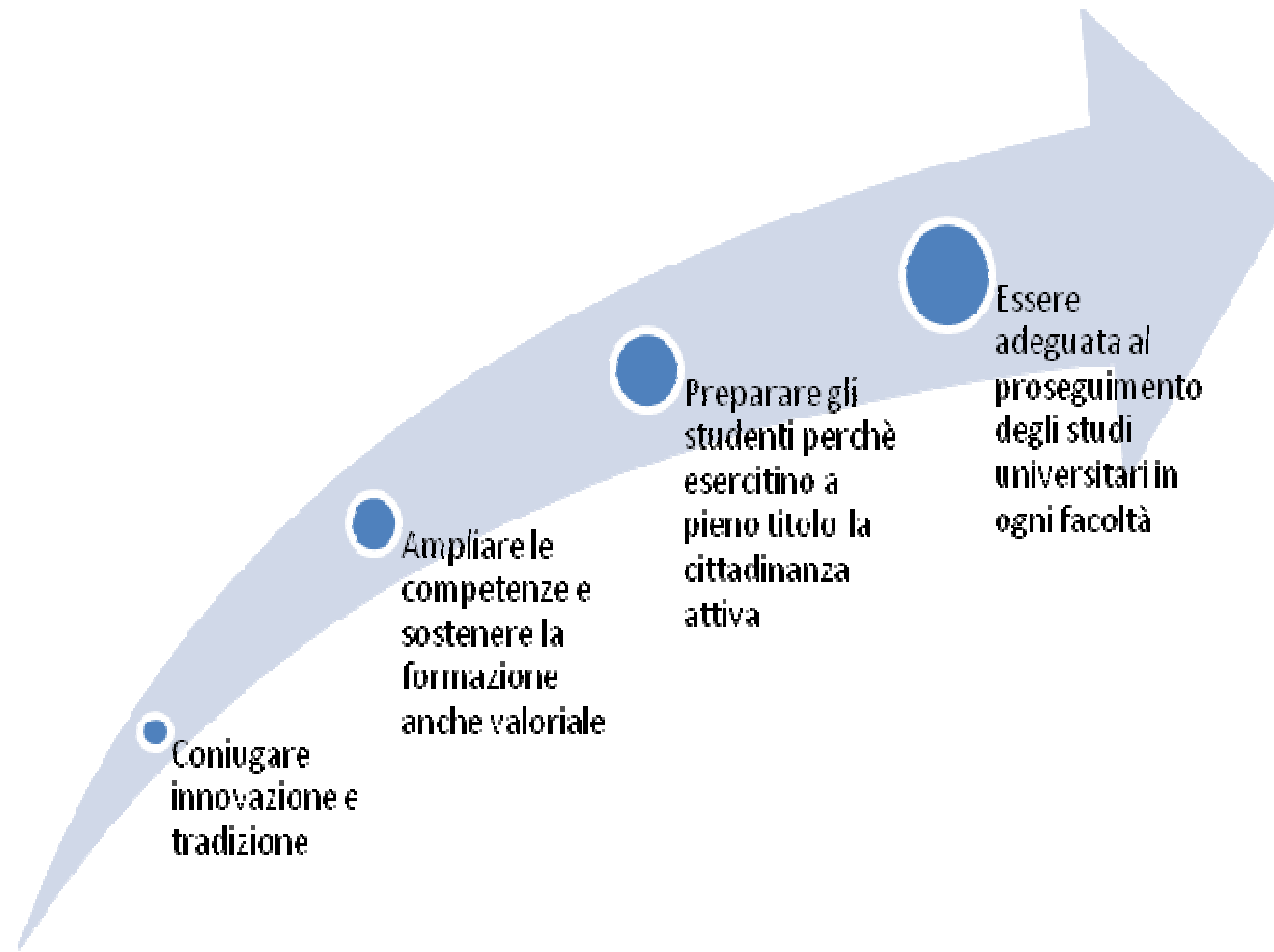 Coniugare
innovazione e
tradizione
Ampliare le
competenze e
sostenere la
formazione
anche valoriale
Preparare gli
studenti perchè
esercitino a
pieno titolo la
cittadinanza
attiva
Essere
adeguata al
proseguimento
degli studi
universitari in
ogni facoltà